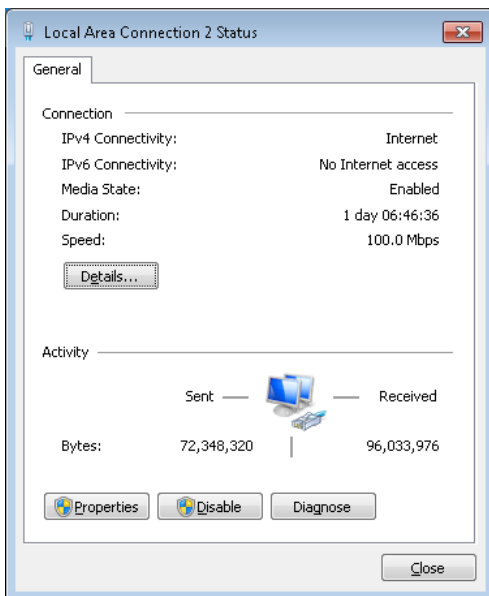 Local Area Connection 2 Status
General
Connection
IPv4 Connectivity: Internet
IPv6 Connectivity: No Internet access
Media State: Enabled
Duration: 1 day 06:46:36
Speed: 100.0 Mbps
Details...
Activity
Sent Received
Bytes: 72,348,320 96,033,976
Properties Disable Diagnose
Close